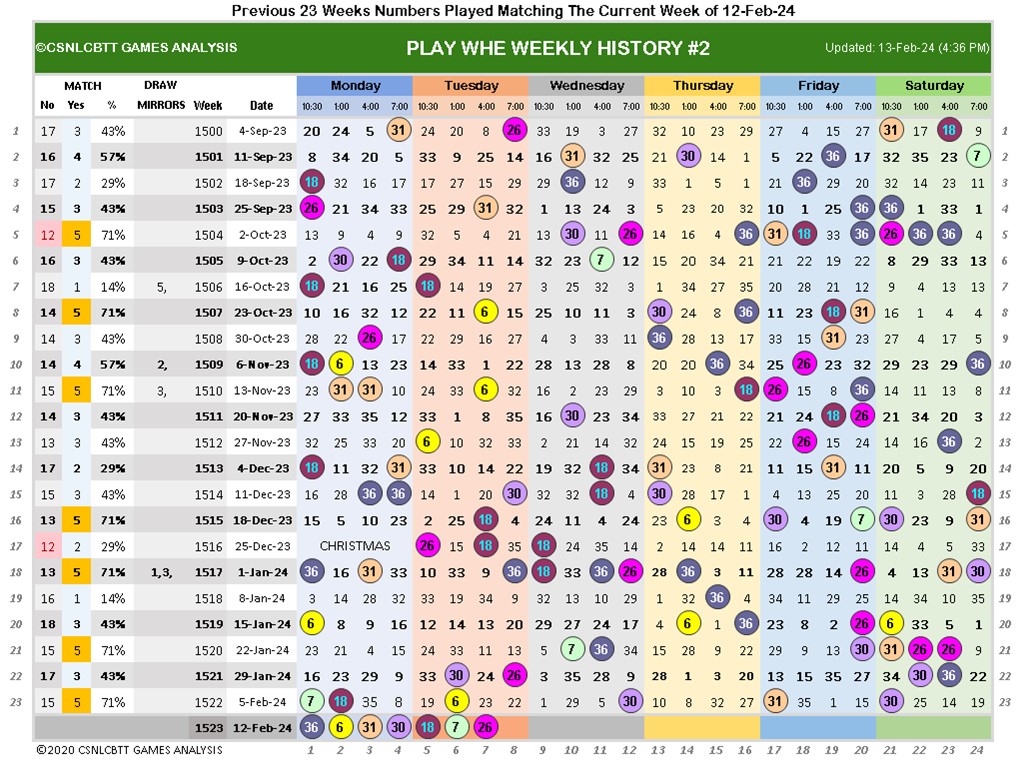 Previous 23 Weeks Numbers Played Matching The Current Week of 12-Feb-24
©CSNLCBTT GAMES ANALYSIS PLAY WHE WEEKLY HISTORY #2 Updated: 13-Feb-24 (4:36 PM)
MATCH DRAW Monday Tuesday Wednesday Thursday Friday Saturday
No Yes % MIRRORS Week Date 10:30 1:00 4:00 7:00 10:30 1:00 4:00 7:00 10:30 1:00 4:00 7:00 10:30 1:00 4:00 7:00 10:30 1:00 4:00 7:00 10:30 1:00 4:00 7:00
1 17 3 43% 1500 4-Sep-23 20 24 5 31 24 20 8 26 33 19 3 27 32 10 23 29 27 4 15 27 31 17 18 9 1
2 16 4 57% 1501 11-Sep-23 8 34 20 5 33 9 25 14 16 31 32 25 21 30 14 1 5 22 36 17 32 35 23 7 2
3 17 2 29% 1502 18-Sep-23 18 32 16 17 17 27 15 29 29 36 12 9 33 1 5 1 21 36 29 20 32 14 23 11 3
4 15 3 43% 1503 25-Sep-23 26 21 34 33 25 29 31 32 1 13 24 3 5 23 20 32 10 1 25 36 36 1 33 1 4
5 12 5 71% 1504 2-Oct-23 13 9 4 9 32 5 4 21 13 30 11 26 14 16 4 36 31 18 33 36 26 36 36 4 5
6 16 3 43% 1505 9-Oct-23 2 30 22 18 29 34 11 14 32 11 7 12 15 20 34 21 21 22 19 22 8 29 33 13 6
7 18 1 14% 5, 1506 16-Oct-23 18 21 16 25 18 14 19 27 3 25 32 3 1 34 27 35 20 28 21 12 9 4 13 13 7
8 14 5 71% 1507 23-Oct-23 10 16 32 12 22 11 6 15 25 10 11 3 30 24 8 36 11 23 18 31 16 1 4 4 8
9 14 3 43% 1508 30-Oct-23 28 22 26 17 22 29 16 27 4 3 33 11 36 28 13 17 33 15 31 23 27 4 17 5 9
10 14 4 57% 2, 1509 6-Nov-23 18 6 13 23 14 33 1 22 28 13 28 8 20 20 36 34 25 26 23 32 29 23 29 36 10
11 15 5 71% 3, 1510 13-Nov-23 23 31 31 10 24 33 6 32 16 2 23 29 3 10 3 18 26 15 8 36 14 11 13 8 11
12 14 3 43% 1511 20-Nov-23 27 33 35 12 33 1 8 35 16 30 23 34 33 27 21 22 21 24 18 26 21 34 20 3 12
13 13 3 43% 1512 27-Nov-23 32 25 33 20 6 10 32 33 2 21 14 32 24 15 19 25 22 26 15 24 14 16 36 2 13
14 17 2 29% 1513 4-Dec-23 18 11 32 31 33 10 14 22 19 32 18 34 31 23 8 21 11 15 31 11 20 5 9 20 14
15 15 3 43% 1514 11-Dec-23 16 28 36 36 14 1 20 30 32 32 18 4 30 28 17 1 4 13 25 20 11 3 28 18 15
16 13 5 71% 1515 18-Dec-23 15 5 10 23 2 25 18 4 24 11 4 24 23 6 3 4 30 4 19 7 30 23 9 31 16
17 12 2 29% 1516 25-Dec-23 CHRISTMAS 26 15 18 35 18 24 35 14 2 14 14 11 16 2 12 11 14 4 5 33 17
18 13 5 71% 1,3, 1517 1-Jan-24 36 16 31 33 10 33 9 36 18 33 36 26 28 36 3 11 28 28 14 26 4 13 31 30 18
19 16 1 14% 1518 8-Jan-24 3 14 28 32 33 19 34 9 32 13 10 29 1 15 36 4 34 11 29 25 14 34 25 35 19
20 18 3 43% 1519 15-Jan-24 6 8 9 16 12 14 13 20 29 27 24 17 4 6 1 36 23 8 2 26 6 33 5 1 20
21 15 5 71% 1520 22-Jan-24 23 21 4 15 24 33 11 13 5 7 36 34 15 28 9 22 29 9 13 30 31 26 26 9 21
22 17 3 43% 1521 29-Jan-24 16 23 29 9 33 30 24 26 3 35 28 9 28 1 3 20 13 15 35 27 34 30 36 22 22
23 15 5 71% 1522 5-Feb-24 7 18 35 8 33 6 23 22 1 29 5 30 10 8 32 27 31 35 1 15 30 25 14 19 23
1523 12-Feb-24 36 6 31 30 18 7 26
©2020 CSNLCBTT GAMES ANALYSIS 1 2 3 4 5 6 7 8 9 10 11 12 13 14 15 16 17 18 19 20 21 22 23 24